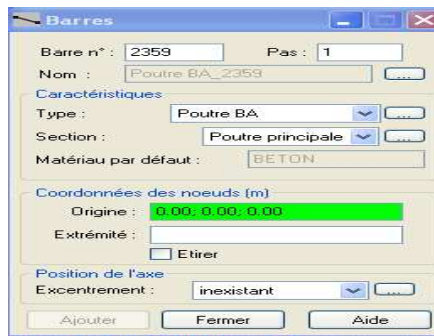 Barres
Barre n° : 2359 Pas : 1
Nom : Poutre BA_2359 ...
Caractéristiques
Type : Poutre BA ...
Section : Poutre principale ...
Matériau par défaut : BETON
Coordonnées des noeuds (m)
Origine : 0.00; 0.00; 0.00
Extrémité :
Etirer
Position de l'axe
Excentrement : inexistant ...
Ajouter Fermer Aide